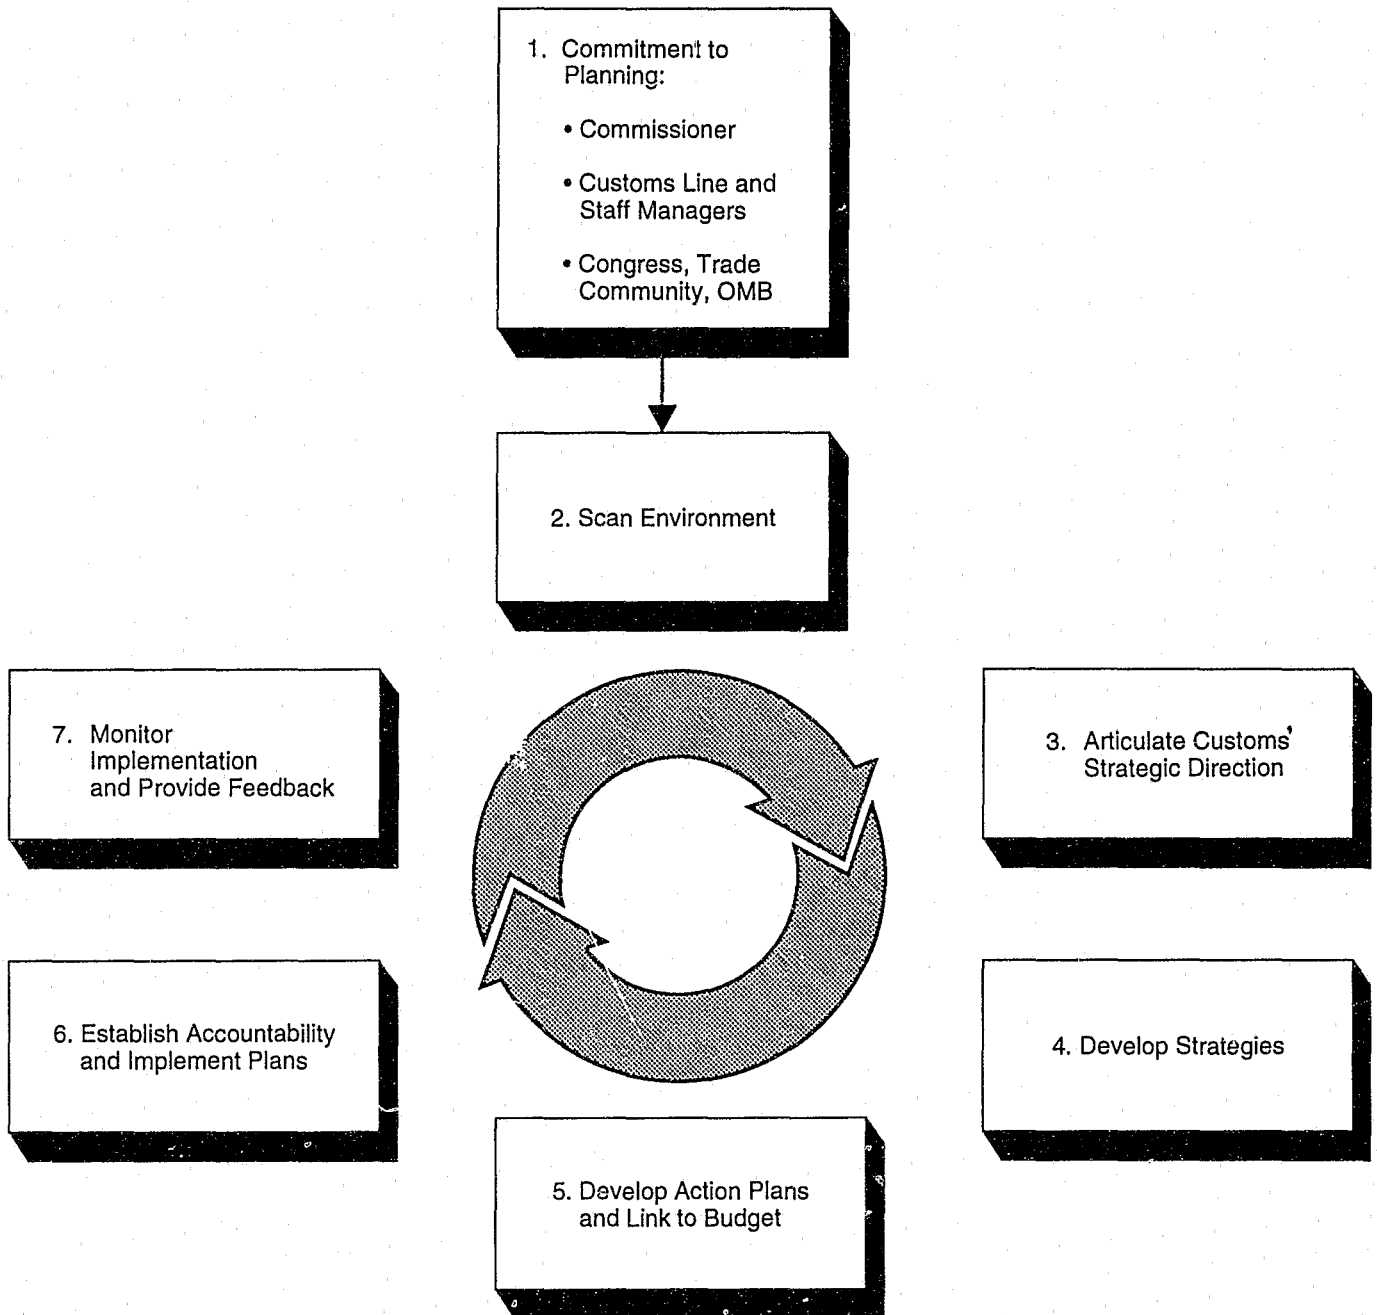 1. Commitment to
Planning:
• Commissioner
• Customs Line and
Staff Managers
• Congress, Trade
Community, OMB
2. Scan Environment
3. Articulate Customs'
Strategic Direction
4. Develop Strategies
5. Develop Action Plans
and Link to Budget
6. Establish Accountability
and Implement Plans
7. Monitor
Implementation
and Provide Feedback